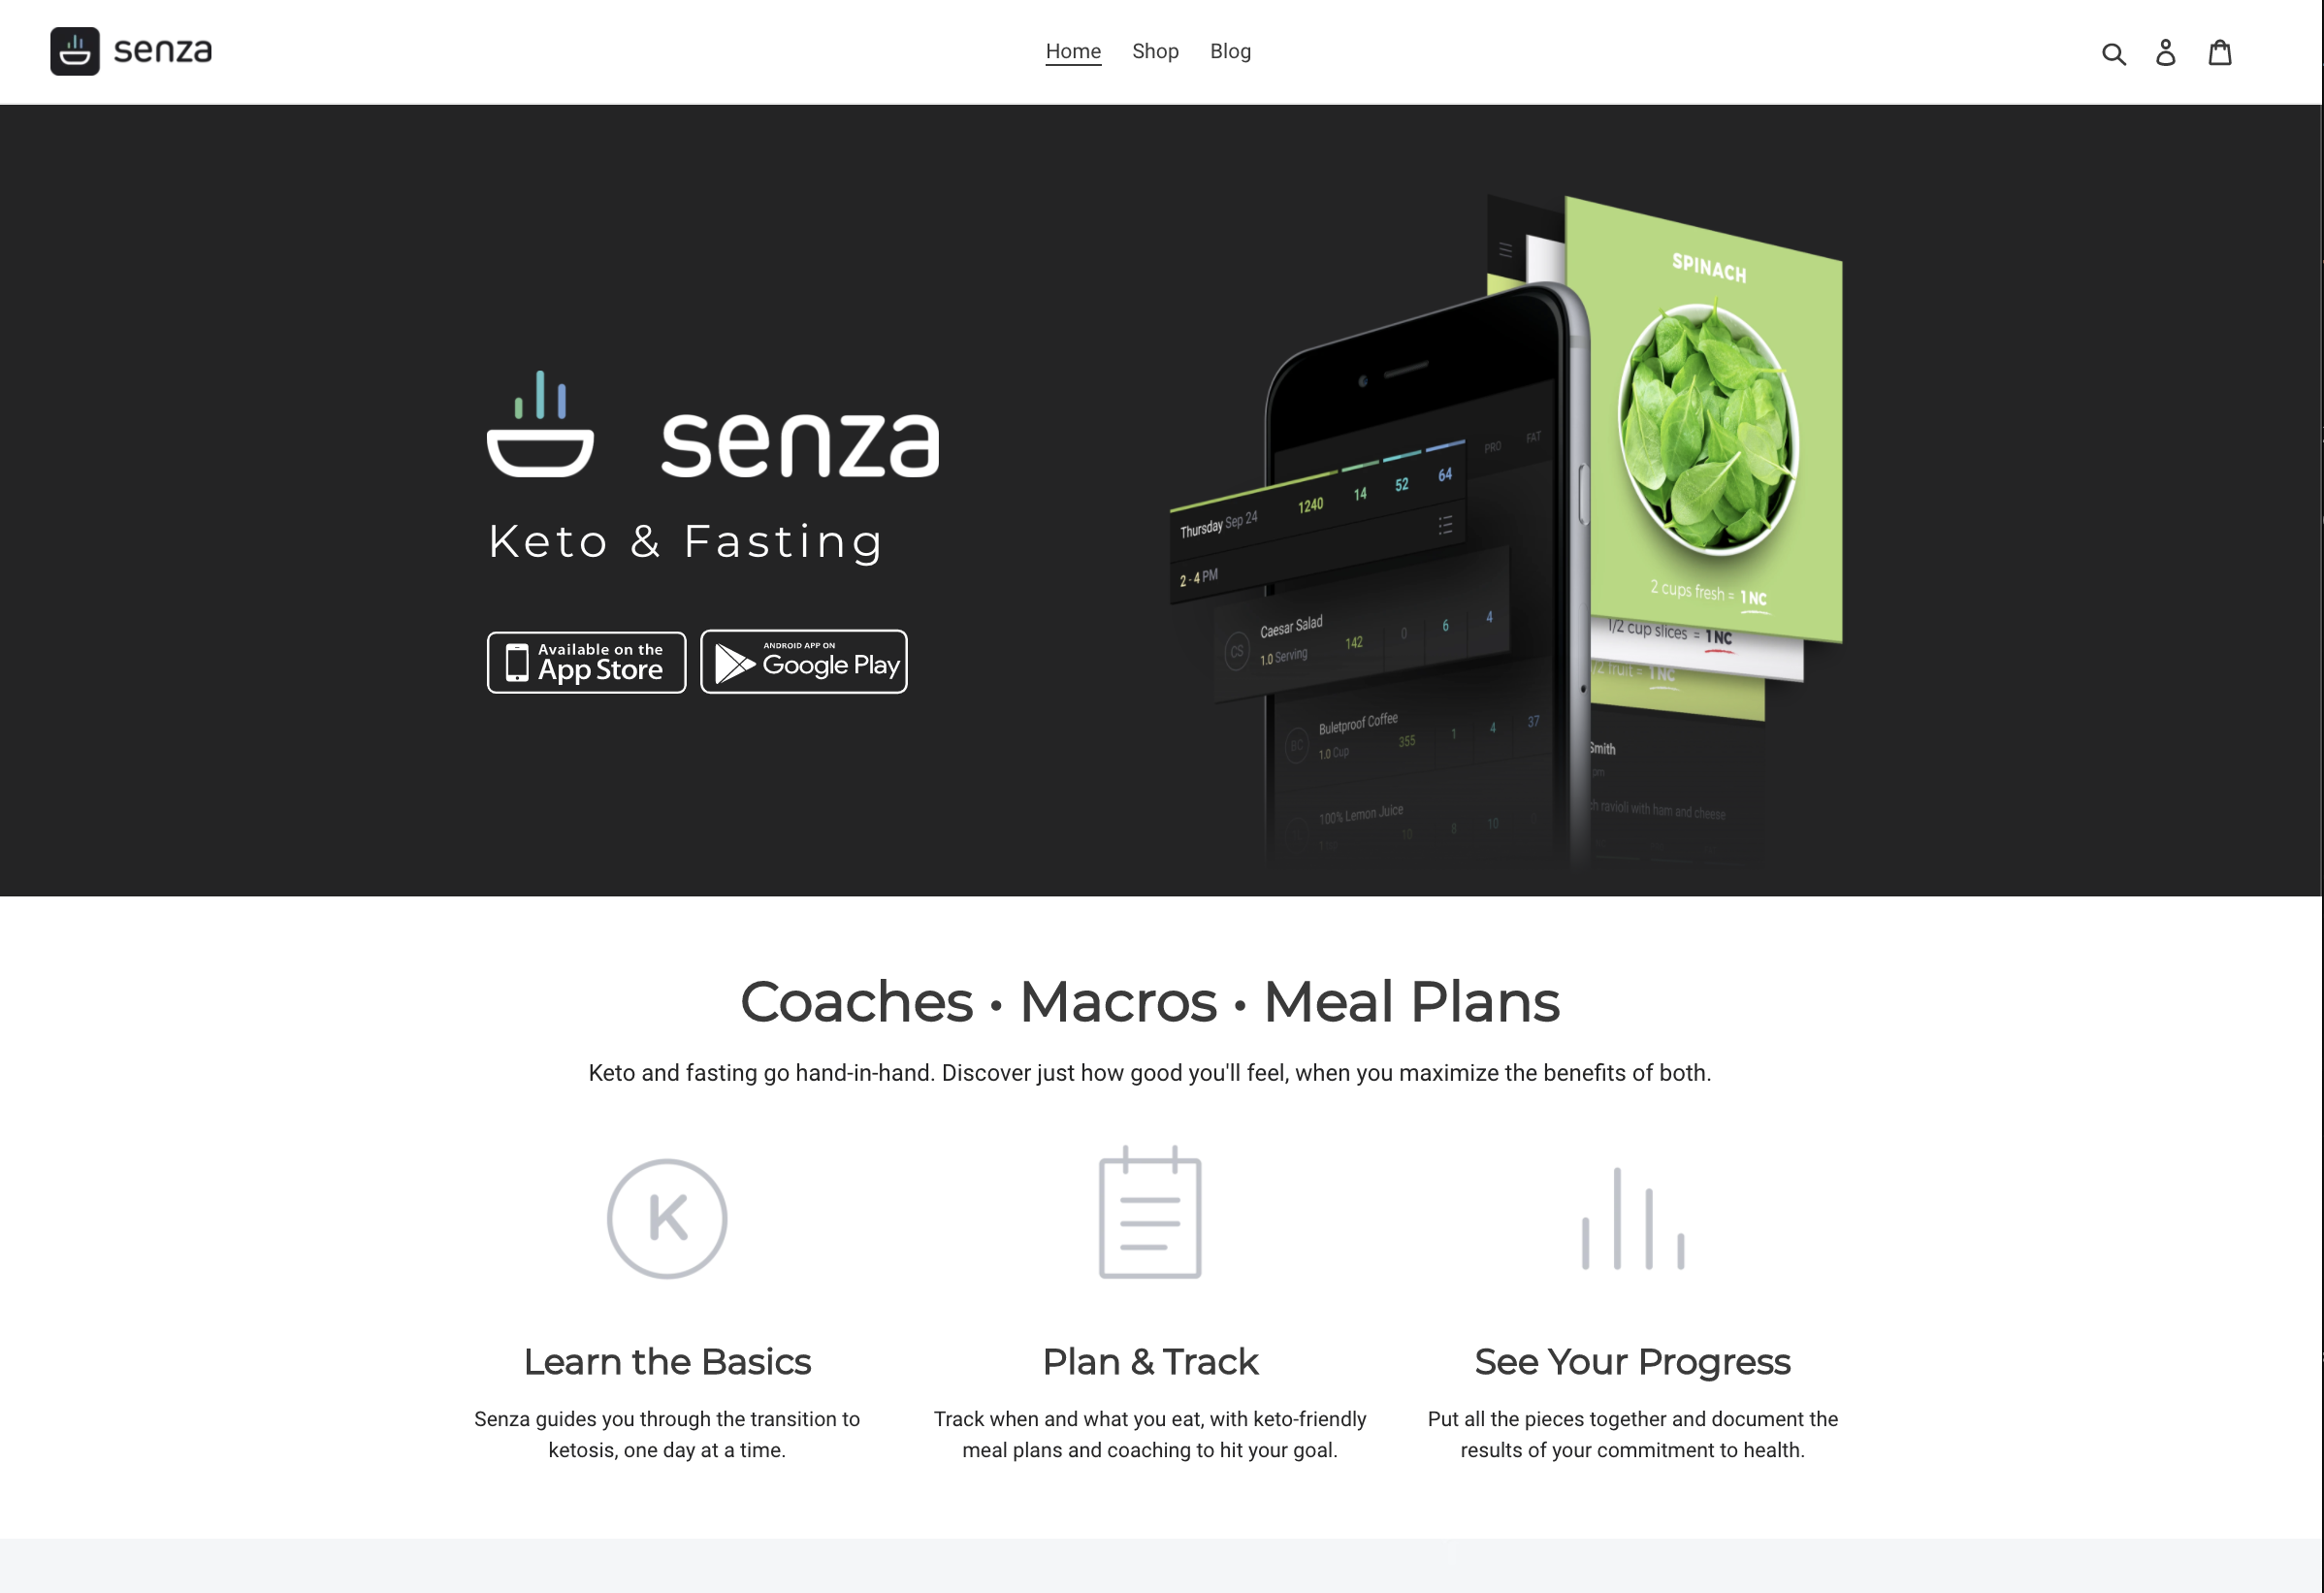 senza
Home
Shop
Blog
senza
Keto & Fasting
Available on the
App Store
ANDROID APP ON
Google Play
PRO FAT
Thursday Sep 24 1240 14 52 64
2 - 4 PM
CS
Caesar Salad
1.0 Serving
142 0 6 4
BC
Buletproof Coffee
1.0 Cup
355 1 4 37
100% Lemon Juice
10 8 10
SPINACH
2 cups fresh = 1 NC
1/2 cup slices = 1 NC
1/2 fruit = 1 NC
Smith
pm
ravioli with ham and cheese
Coaches • Macros • Meal Plans
Keto and fasting go hand-in-hand. Discover just how good you'll feel, when you maximize the benefits of both.
K
Learn the Basics
Senza guides you through the transition to
ketosis, one day at a time.
Plan & Track
Track when and what you eat, with keto-friendly
meal plans and coaching to hit your goal.
See Your Progress
Put all the pieces together and document the
results of your commitment to health.